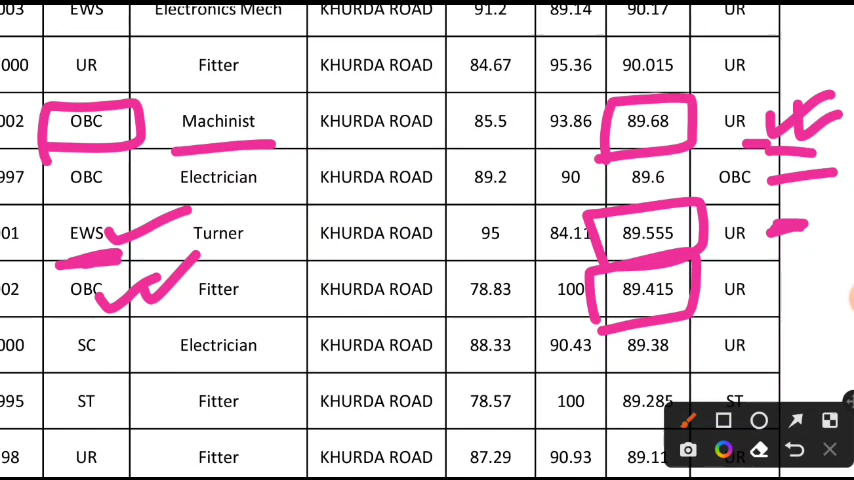 003 EWS Electronics Mech KHURDA ROAD 91.2 89.14 90.17 UR
000 UR Fitter KHURDA ROAD 84.67 95.36 90.015 UR
002 OBC Machinist KHURDA ROAD 85.5 93.86 89.68 UR
997 OBC Electrician KHURDA ROAD 89.2 90 89.6 OBC
01 EWS Turner KHURDA ROAD 95 84.11 89.555 UR
02 OBC Fitter KHURDA ROAD 78.83 100 89.415 UR
000 SC Electrician KHURDA ROAD 88.33 90.43 89.38 UR
995 ST Fitter KHURDA ROAD 78.57 100 89.285 ST
98 UR Fitter KHURDA ROAD 87.29 90.93 89.11 UR